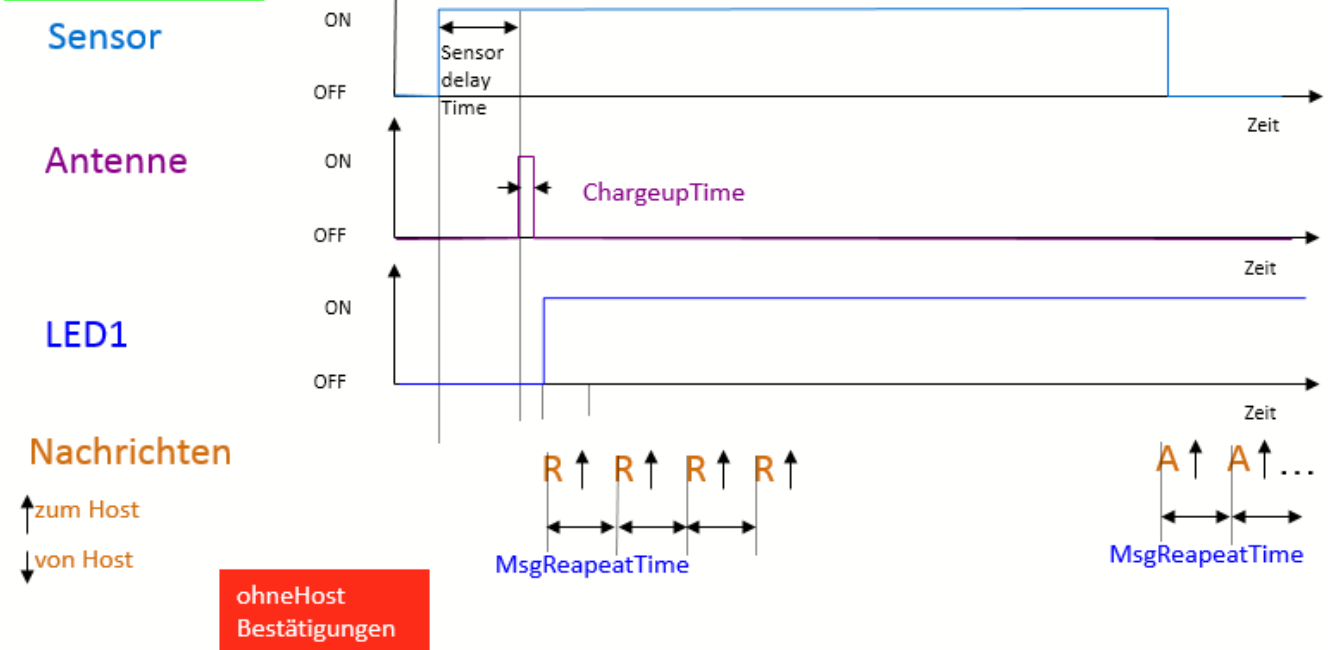 ON
Sensor
Sensor
delay
Time
OFF
Zeit
Antenne
ON
ChargeupTime
OFF
Zeit
ON
LED1
OFF
Zeit
Nachrichten
R R R R
A A ...
zum Host
von Host
MsgReapeatTime
MsgReapeatTime
ohneHost
Bestätigungen